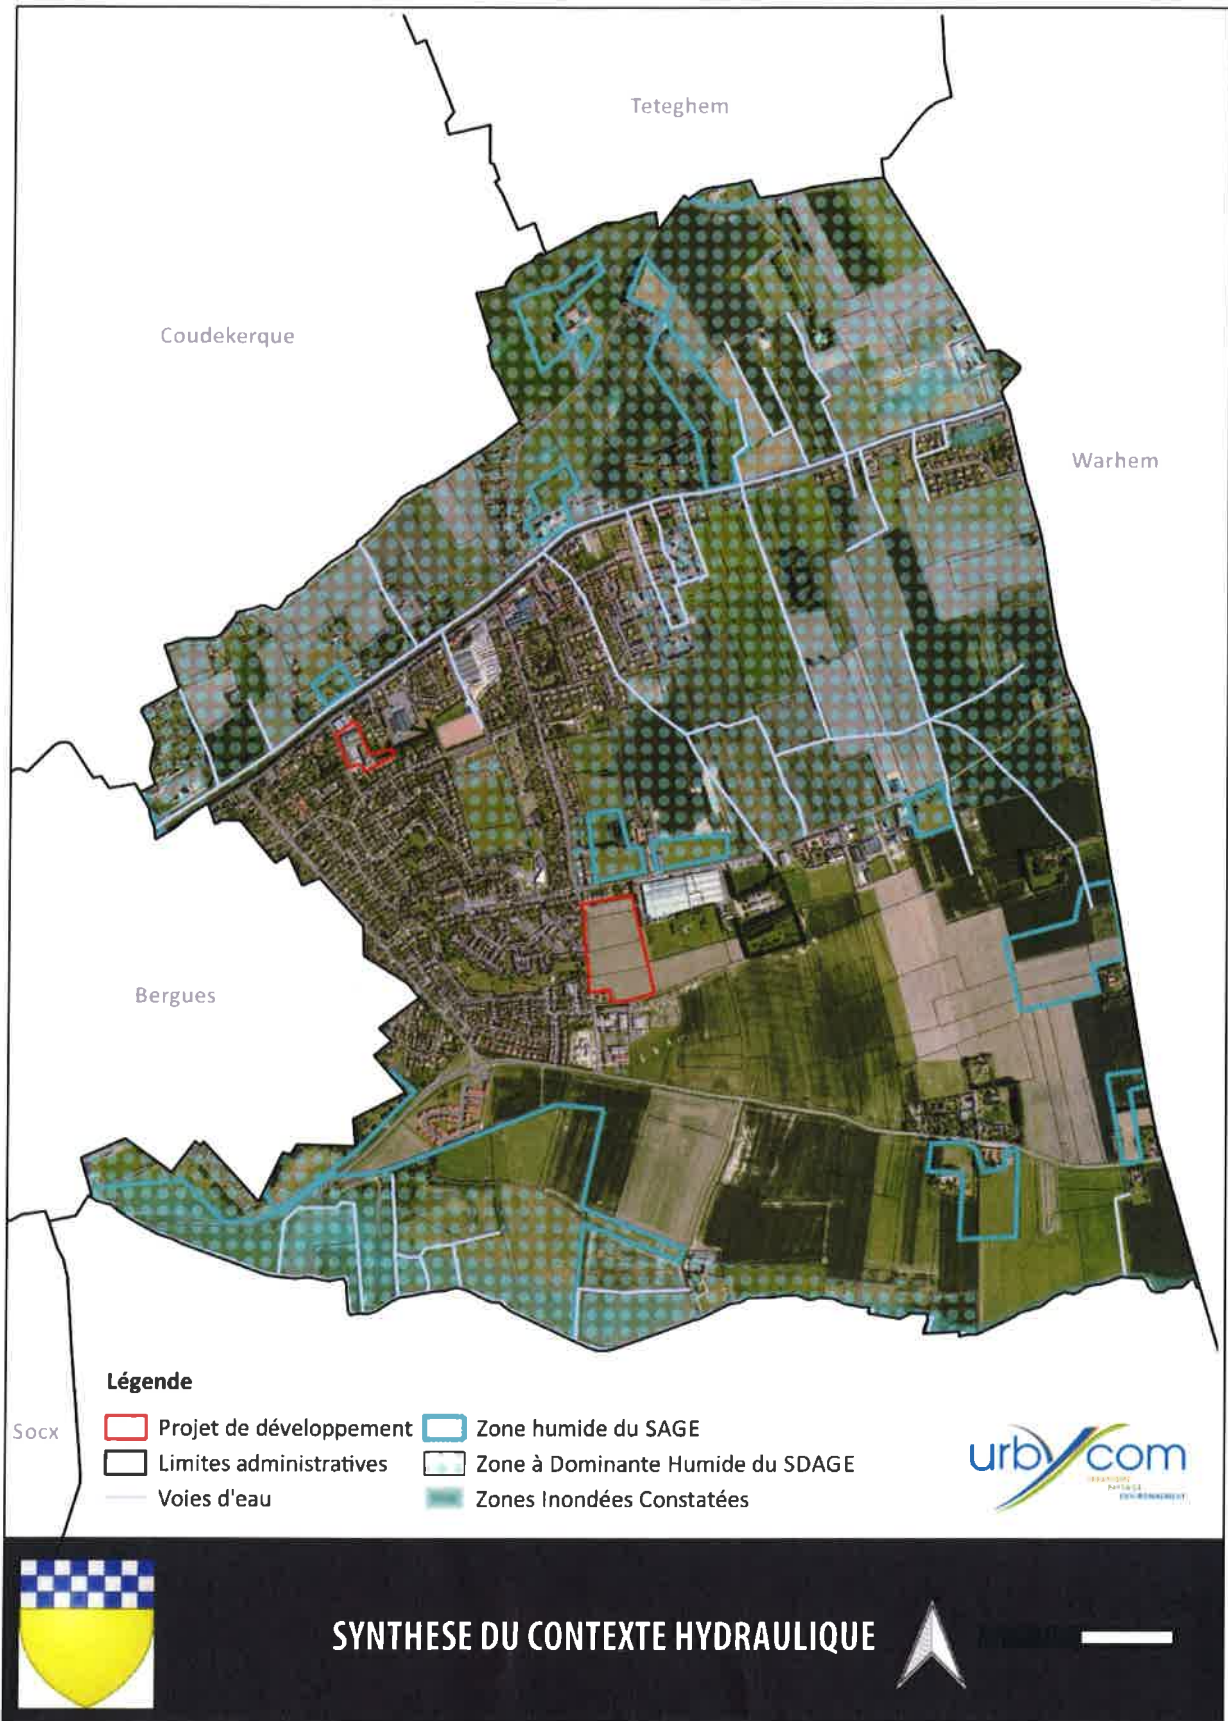 Teteghem
Coudekerque
Warhem
Bergues
Légende
Socx
Projet de développement
Limites administratives
Voies d'eau
Zone humide du SAGE
Zone à Dominante Humide du SDAGE
Zones Inondées Constatées
urbycom
ENVIRONNEMENT
SYNTHESE DU CONTEXTE HYDRAULIQUE